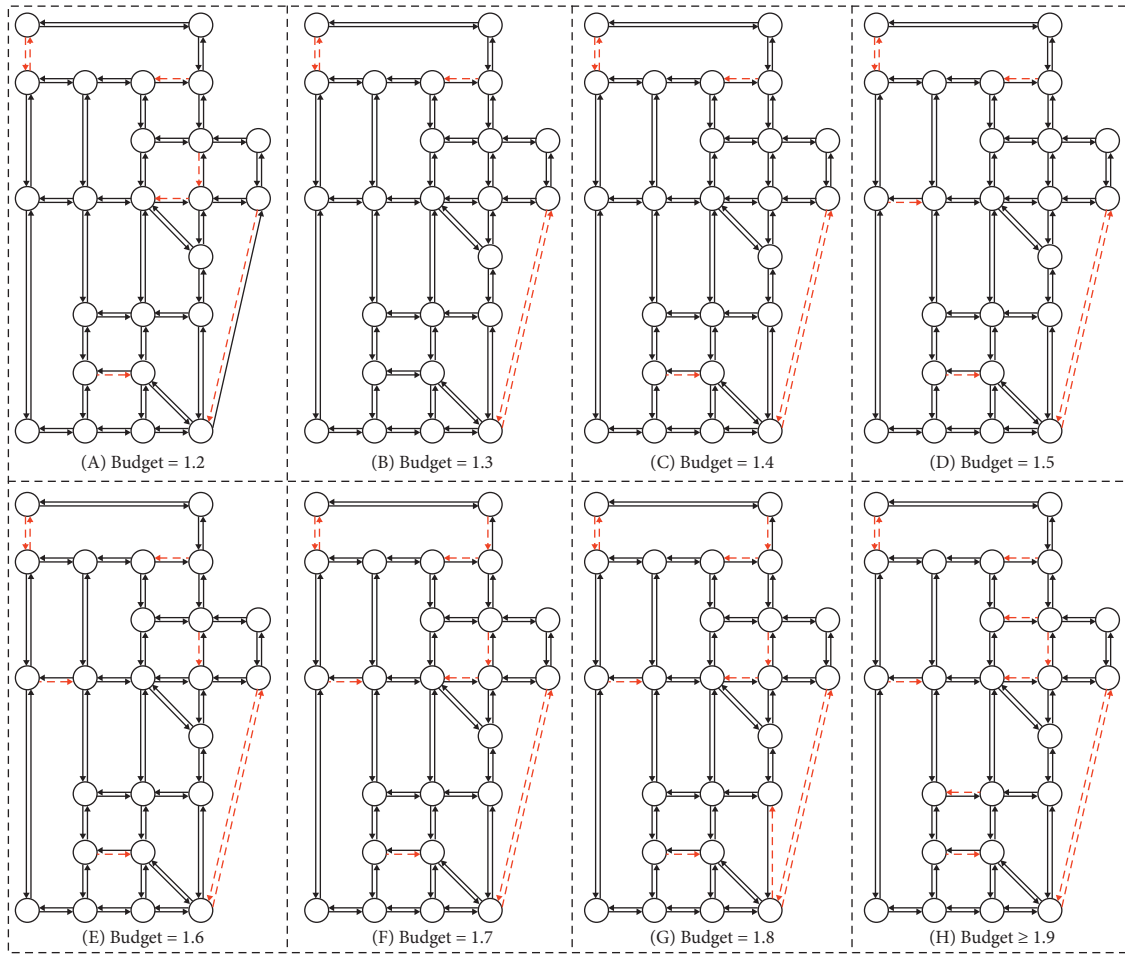 (A) Budget = 1.2
(B) Budget = 1.3
(C) Budget = 1.4
(D) Budget = 1.5
(E) Budget = 1.6
(F) Budget = 1.7
(G) Budget = 1.8
(H) Budget ≥ 1.9